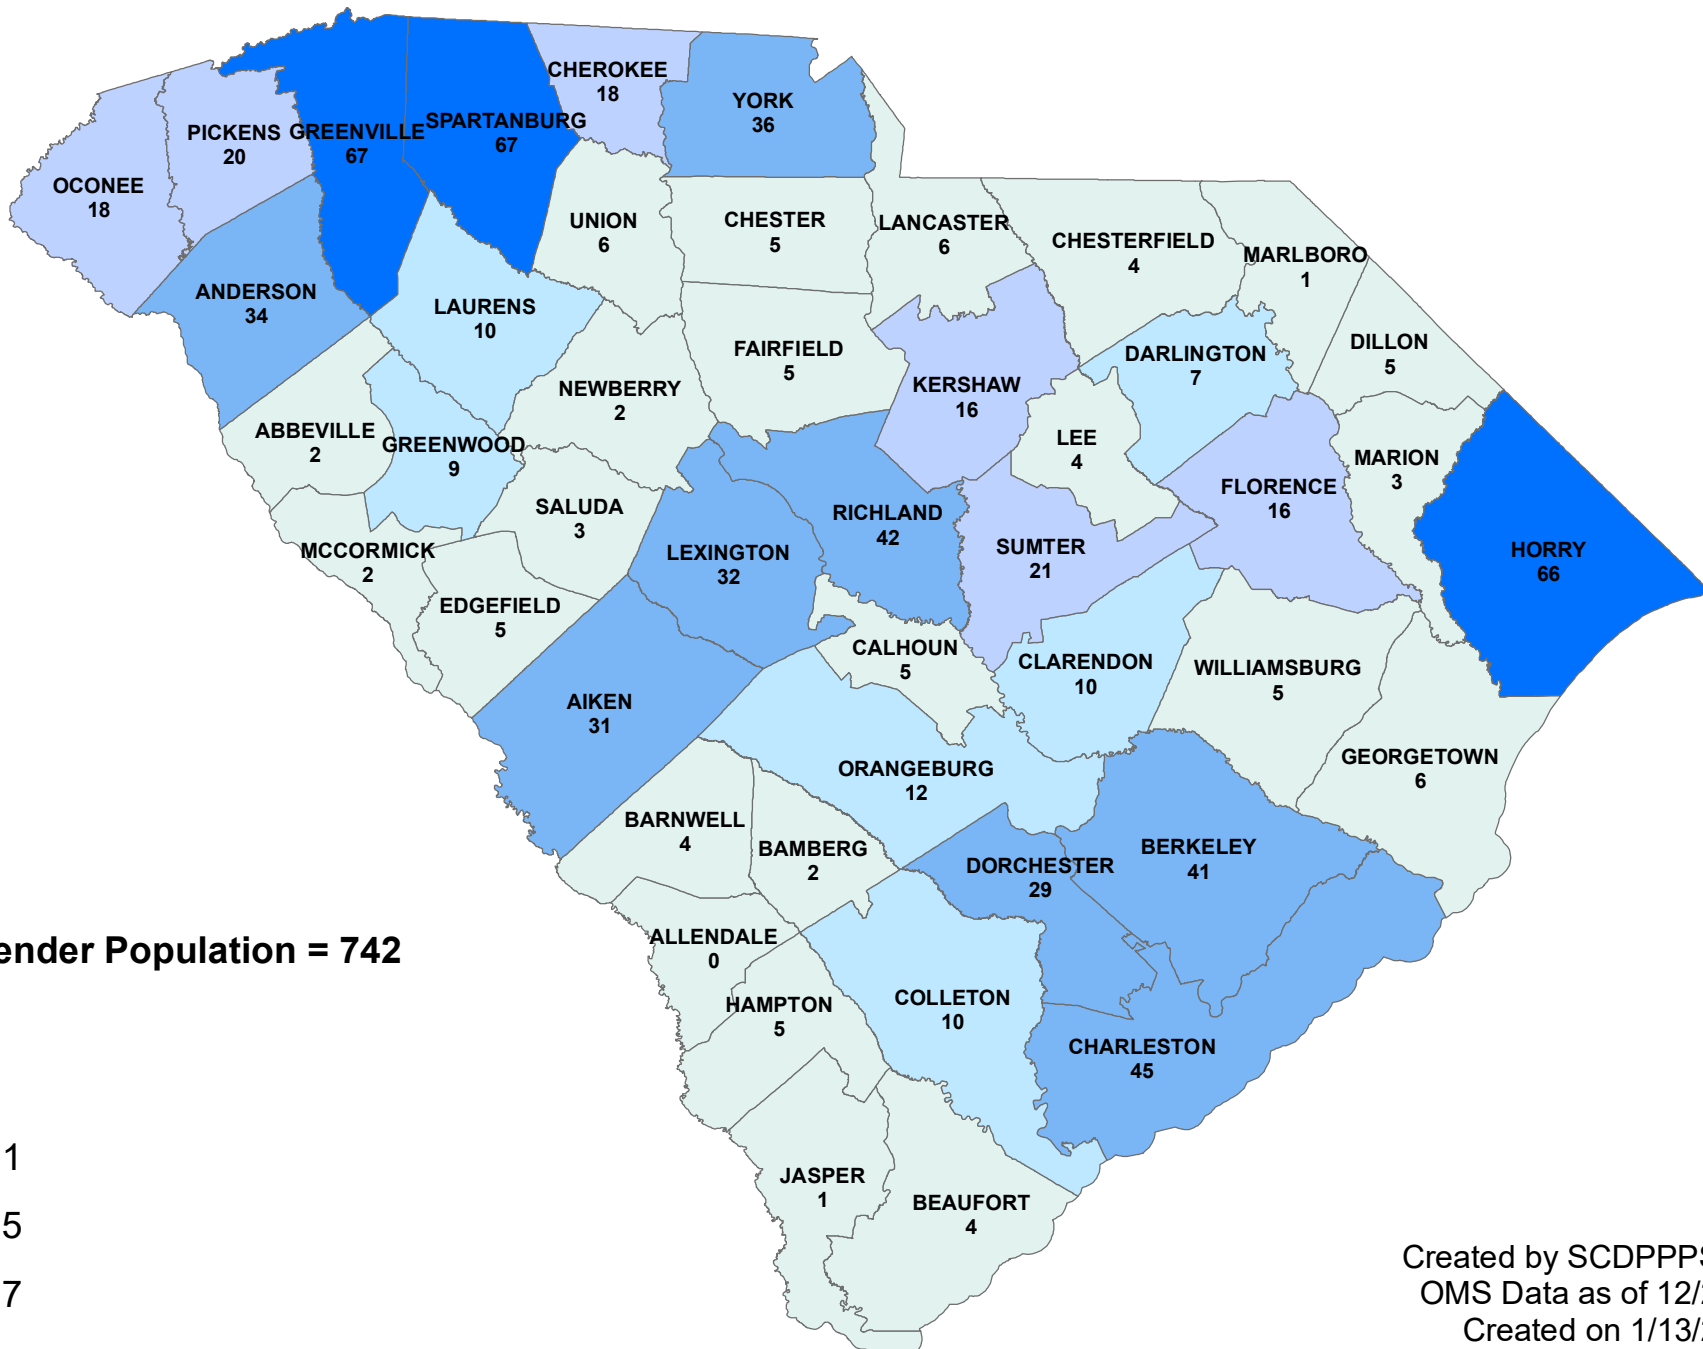 CHEROKEE
18
YORK
36
PICKENS
20
GREENVILLE
67
SPARTANBURG
67
OCONEE
18
UNION
6
CHESTER
5
LANCASTER
6
CHESTERFIELD
4
MARLBORO
1
ANDERSON
34
LAURENS
10
FAIRFIELD
5
DARLINGTON
7
DILLON
5
NEWBERRY
2
KERSHAW
16
ABBEVILLE
2
GREENWOOD
9
LEE
4
MARION
3
SALUDA
3
RICHLAND
42
FLORENCE
16
MCCORMICK
2
LEXINGTON
32
SUMTER
21
HORRY
66
EDGEFIELD
5
CALHOUN
5
CLARENDON
10
WILLIAMSBURG
5
AIKEN
31
ORANGEBURG
12
GEORGETOWN
6
BARNWELL
4
BAMBERG
2
DORCHESTER
29
BERKELEY
41
ALLENDALE
0
ender Population = 742
HAMPTON
5
COLLETON
10
CHARLESTON
45
JASPER
1
BEAUFORT
4
1
5
7
Created by SCDPPPS
OMS Data as of 12/
Created on 1/13/